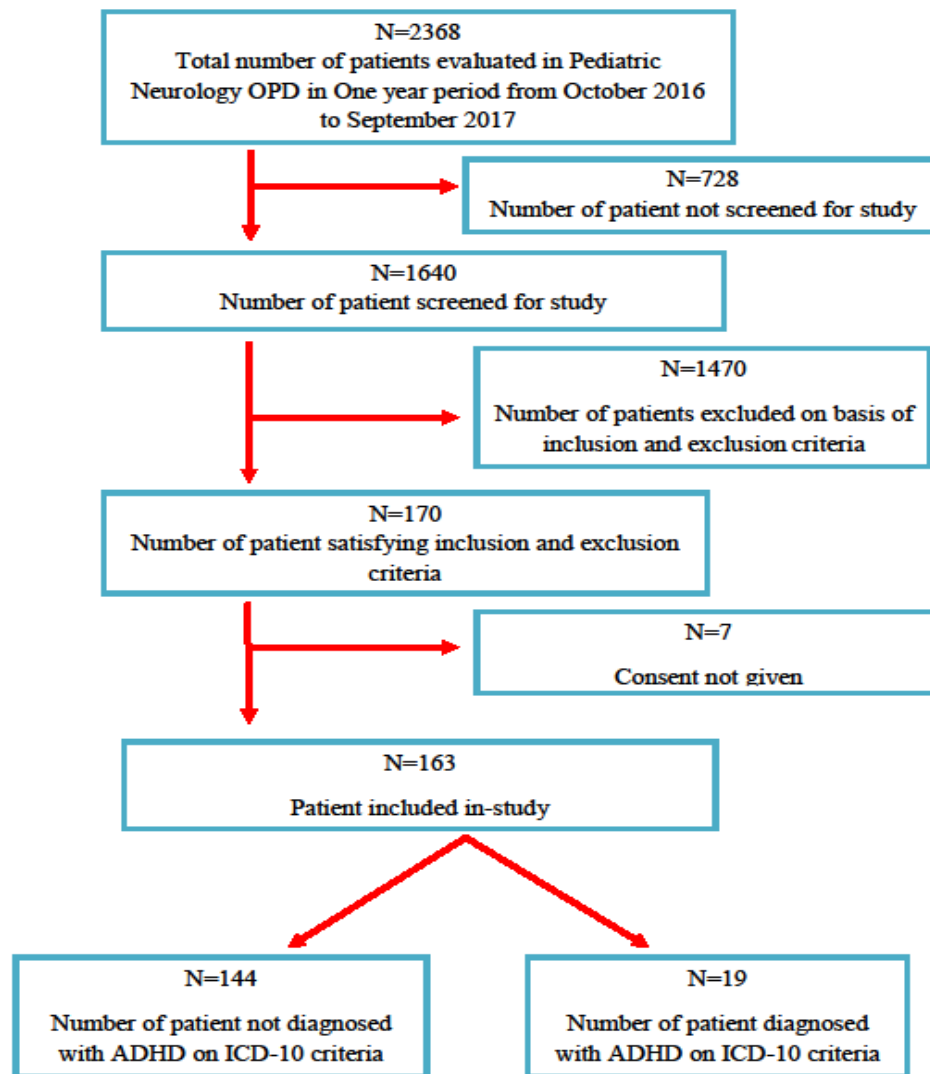 N=2368
Total number of patients evaluated in Pediatric
Neurology OPD in One year period from October 2016
to September 2017
N=728
Number of patient not screened for study
N=1640
Number of patient screened for study
N=1470
Number of patients excluded on basis of
inclusion and exclusion criteria
N=170
Number of patient satisfying inclusion and exclusion
criteria
N=7
Consent not given
N=163
Patient included in-study
N=144
Number of patient not diagnosed
with ADHD on ICD-10 criteria
N=19
Number of patient diagnosed
with ADHD on ICD-10 criteria